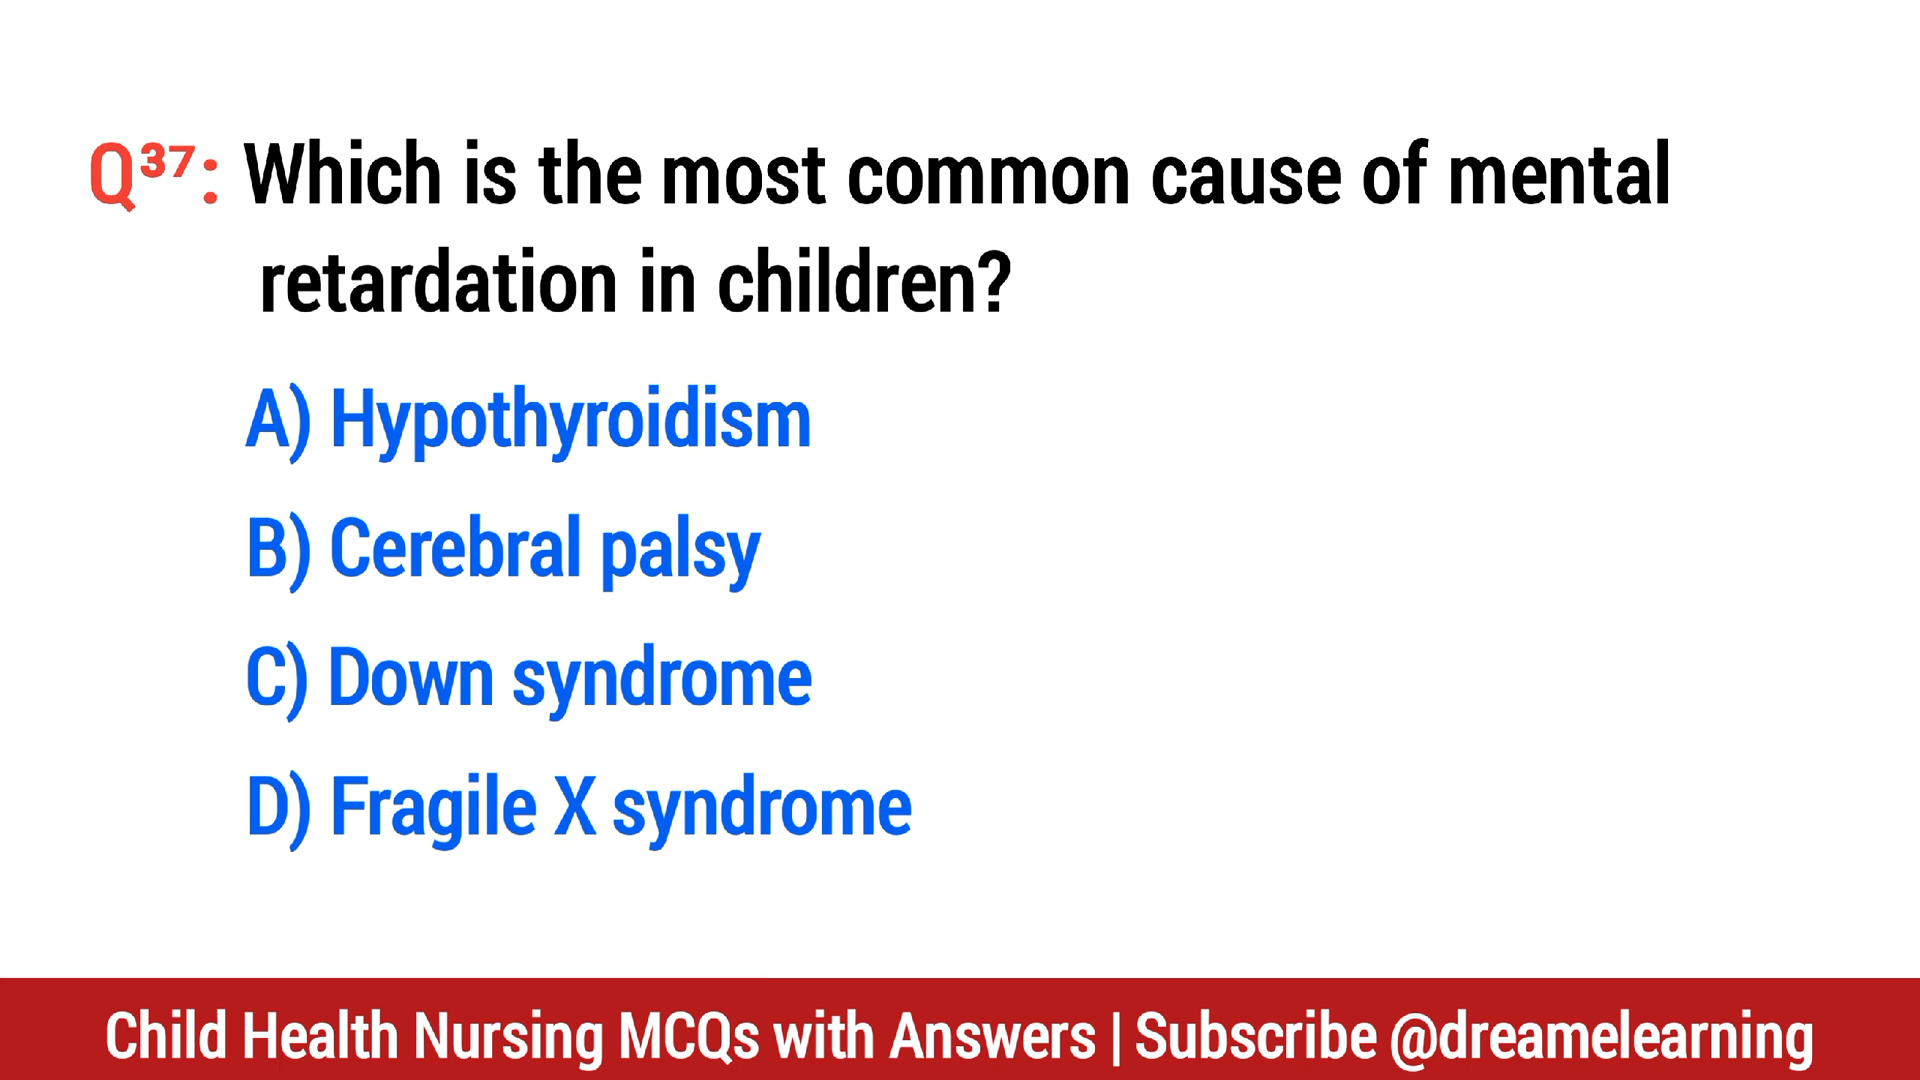 Q³⁷: Which is the most common cause of mental
retardation in children?
A) Hypothyroidism
B) Cerebral palsy
C) Down syndrome
D) Fragile X syndrome
Child Health Nursing MCQs with Answers | Subscribe @dreamelearning